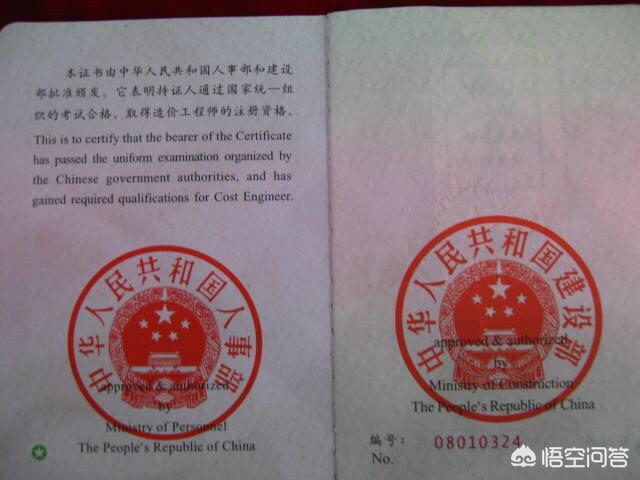 本证书由中华人民共和国人事部和建设
部批准颁发。它表明持证人通过国家统一组
织的考试合格，取得造价工程师的注册资格。
This is to certify that the bearer of the Certificate
has passed the uniform examination organized by
the Chinese government authorities, and has
gained required qualifications for Cost Engineer.
中华人民共和国人事部
approved & authorized
by
Ministry of Personnel
The People's Republic of China
中华人民共和国建设部
approved & authorized
by
Ministry of Construction
The People's Republic of China
编号： 08010324
No.
悟空问答